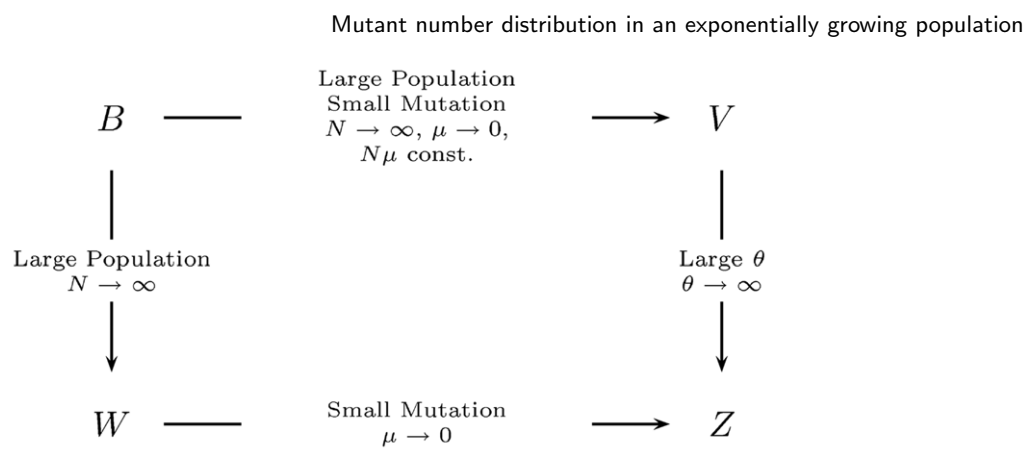 Mutant number distribution in an exponentially growing population
Large Population
Small Mutation
B
N → ∞, μ → 0,
V
Nμ const.
Large Population
N → ∞
Large θ
θ → ∞
Small Mutation
W
μ → 0
Z